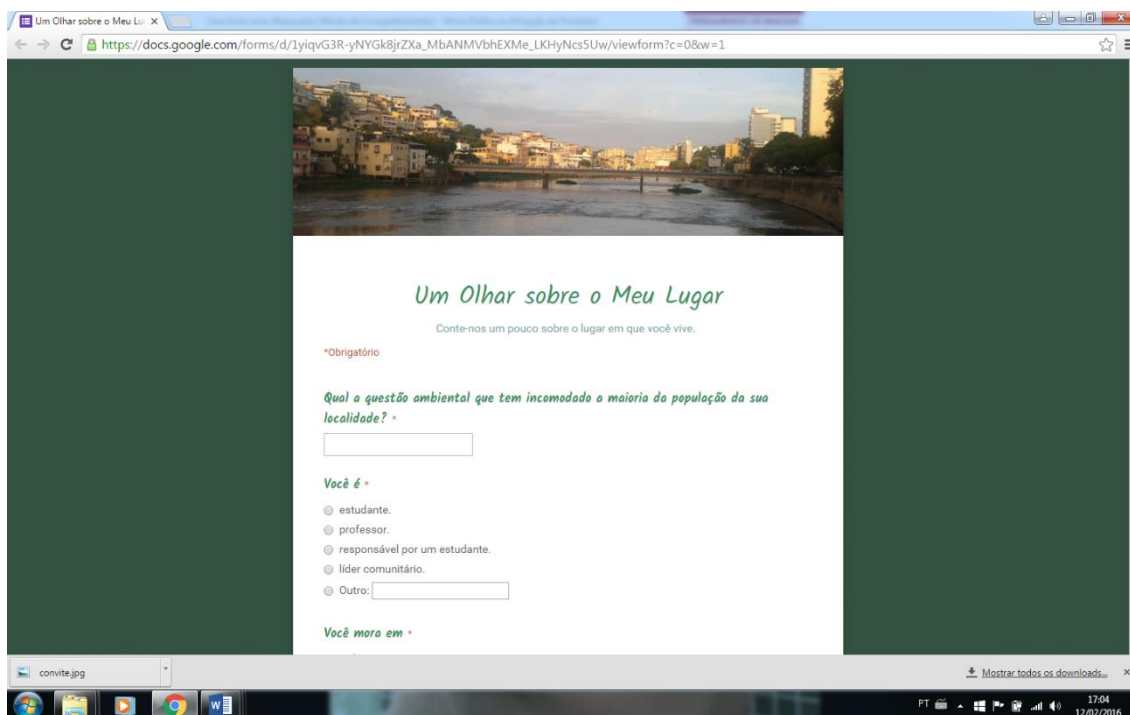 Um Olhar sobre o Meu Lu
https://docs.google.com/forms/d/1yiqvG3R-yNYGk8jrZXa_MbANMVbhEXMe_LKHyNcs5Uw/viewform?c=0&w=1
Um Olhar sobre o Meu Lugar
Conte-nos um pouco sobre o lugar em que você vive.
*Obrigatório
Qual a questão ambiental que tem incomodado a maioria da população da sua
localidade? *
Você é *
estudante.
professor.
responsável por um estudante.
líder comunitário.
Outro:
Você mora em *
convite.jpg
Mostrar todos os downloads...
PT
17:04
12/02/2016